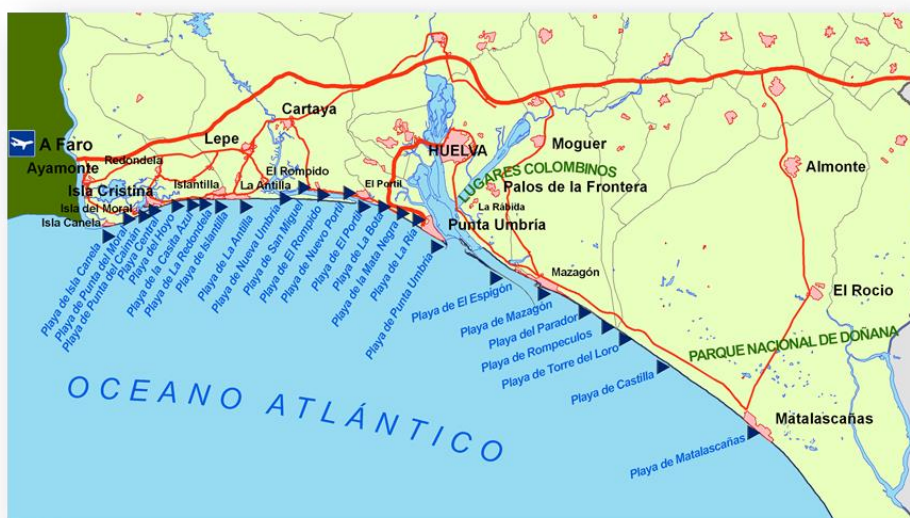 A Faro
Ayamonte
Redondela
Lepe
Cartaya
Isla Cristina
Islantilla
La Antilla
El Rompido
El Portil
Isla del Moral
Isla Canela
HUELVA
LUGARES COLOMBINOS
Moguer
Palos de la Frontera
La Rábida
Punta Umbría
Mazagón
Almonte
El Rocio
PARQUE NACIONAL DE DOÑANA
Matalascañas
Playa de Isla Canela
Playa de Punta del Moral
Playa de Punta del Caimán
Playa Central
Playa del Hoyo
Playa de la Casita Azul
Playa de La Redondela
Playa de Islantilla
Playa de La Antilla
Playa de Nueva Umbría
Playa de San Miguel
Playa de El Rompido
Playa de Nuevo Portil
Playa de El Portil
Playa de La Bota
Playa de la Mata Negra
Playa de La Ria
Playa de Punta Umbría
Playa de El Espigón
Playa de Mazagón
Playa del Parador
Playa de Rompeculos
Playa de Torre del Loro
Playa de Castilla
Playa de Matalascañas
OCEANO ATLÁNTICO